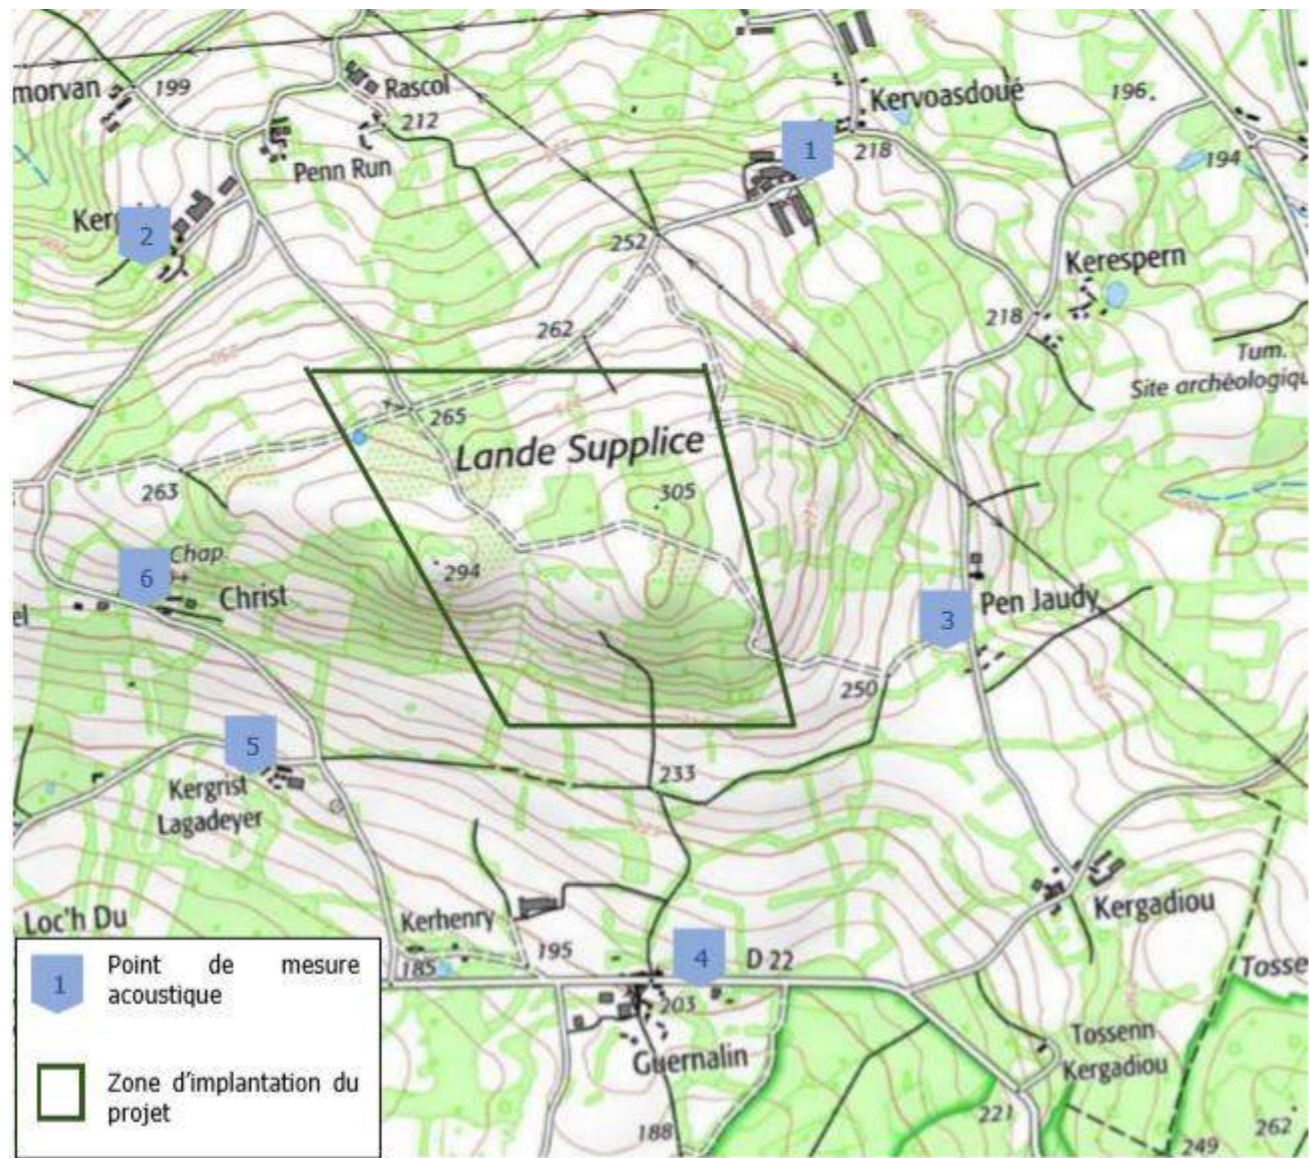 morvan
199
Rascol
212
Penn Run
Kervoasdoué
196
1
218
194
2
252
Kerespern
262
218
Tum.
Site archéologiqu
265
Lande Supplice
263
305
Chap.
294
6
Christ
el
Pen Jaudy
3
250
5
233
Kergrist
Lagadeyer
Kergadiou
Loc'h Du
Kerhenry
195
185
4
D 22
Tosse
203
Guernalin
Tossenn
Kergadiou
221
188
262
249
1
Point de mesure
acoustique
Zone d'implantation du
projet